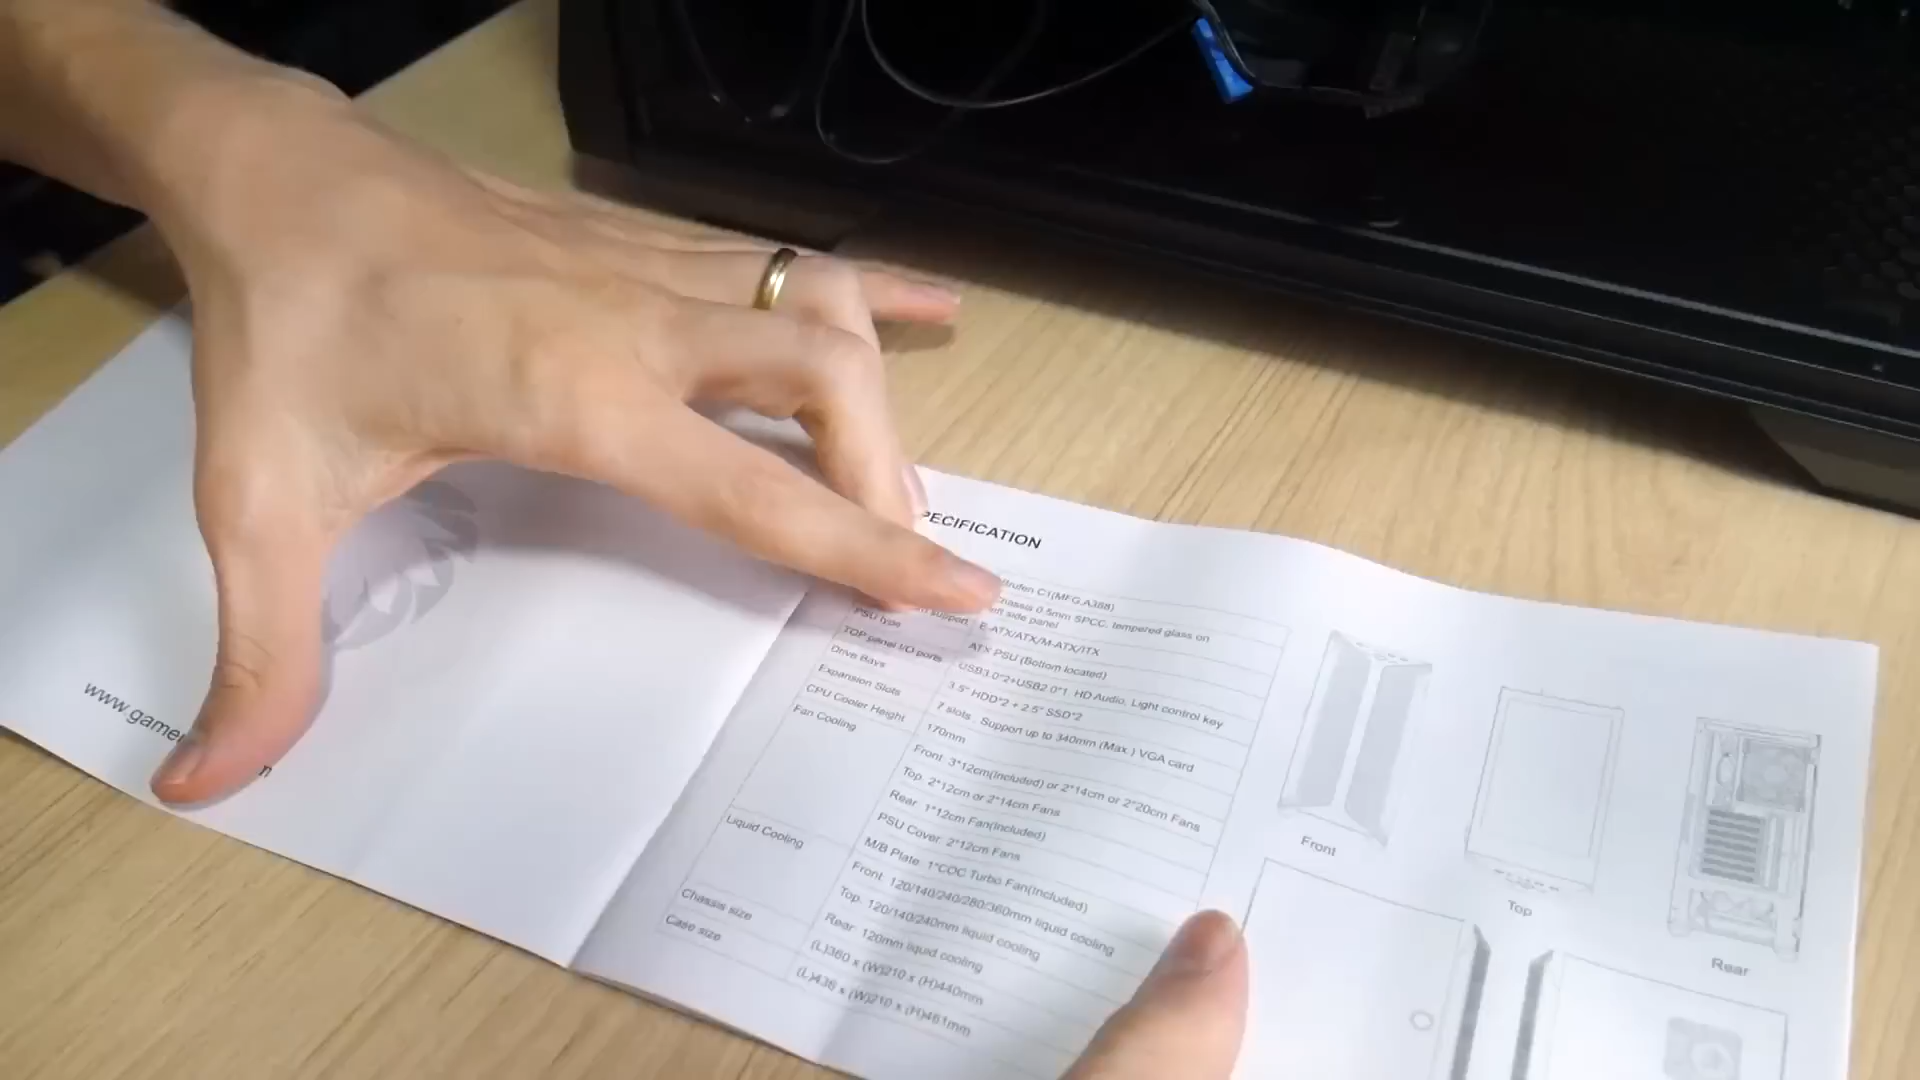 www.game
n
PECIFICATION
Brufen C1(MFG.A388)
Chassis 0.5mm SPCC, tempered glass on
left side panel
support E-ATX/ATX/M-ATX/ITX
PSU type ATX PSU (Bottom located)
TOP panel I/O ports USB3.0*2+USB2.0*1 HD Audio, Light control key
Drive Bays 3.5" HDD*2 + 2.5" SSD*2
Expansion Slots 7 slots Support up to 340mm (Max.) VGA card
CPU Cooler Height 170mm
Fan Cooling Front 3*12cm(Included) or 2*14cm or 2*20cm Fans
Top. 2*12cm or 2*14cm Fans
Rear: 1*12cm Fan(Included)
PSU Cover: 2*12cm Fans
M/B Plate: 1*COC Turbo Fan(Included)
Liquid Cooling Front: 120/140/240/280/360mm liquid cooling
Top. 120/140/240mm liquid cooling
Rear: 120mm liquid cooling
Chassis size (L)360 x (W)210 x (H)440mm
Case size (L)436 x (W)210 x (H)461mm
Front
Top
Rear